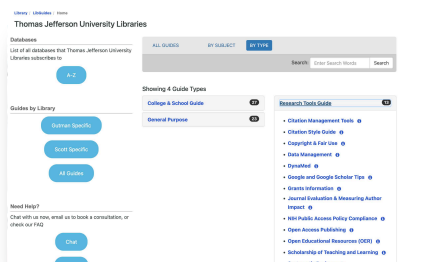 Library / LibGuides / Home
Thomas Jefferson University Libraries
Databases
List of all databases that Thomas Jefferson University
Libraries subscribes to
A-Z
Guides by Library
Gutman Specific
Scott Specific
All Guides
Need Help?
Chat with us now, email us to book a consultation, or
check our FAQ
Chat
ALL GUIDES
BY SUBJECT
BY TYPE
Search:
Enter Search Words
Search
Showing 4 Guide Types
College & School Guide 27
General Purpose 23
Research Tools Guide 13
Citation Management Tools
Citation Style Guide
Copyright & Fair Use
Data Management
DynaMed
Google and Google Scholar Tips
Grants Information
Journal Evaluation & Measuring Author
Impact
NIH Public Access Policy Compliance
Open Access Publishing
Open Educational Resources (OER)
Scholarship of Teaching and Learning